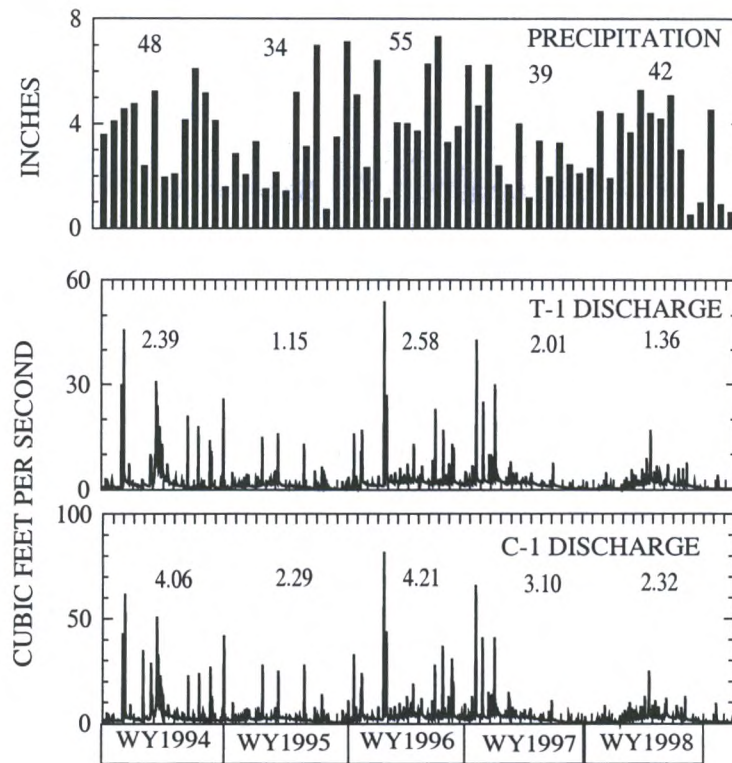 8
PRECIPITATION
48
34
55
39
42
INCHES
4
0
60
T-1 DISCHARGE
2.39
1.15
2.58
2.01
1.36
30
0
CUBIC FEET PER SECOND
100
C-1 DISCHARGE
4.06
2.29
4.21
3.10
2.32
50
0
WY1994
WY1995
WY1996
WY1997
WY1998